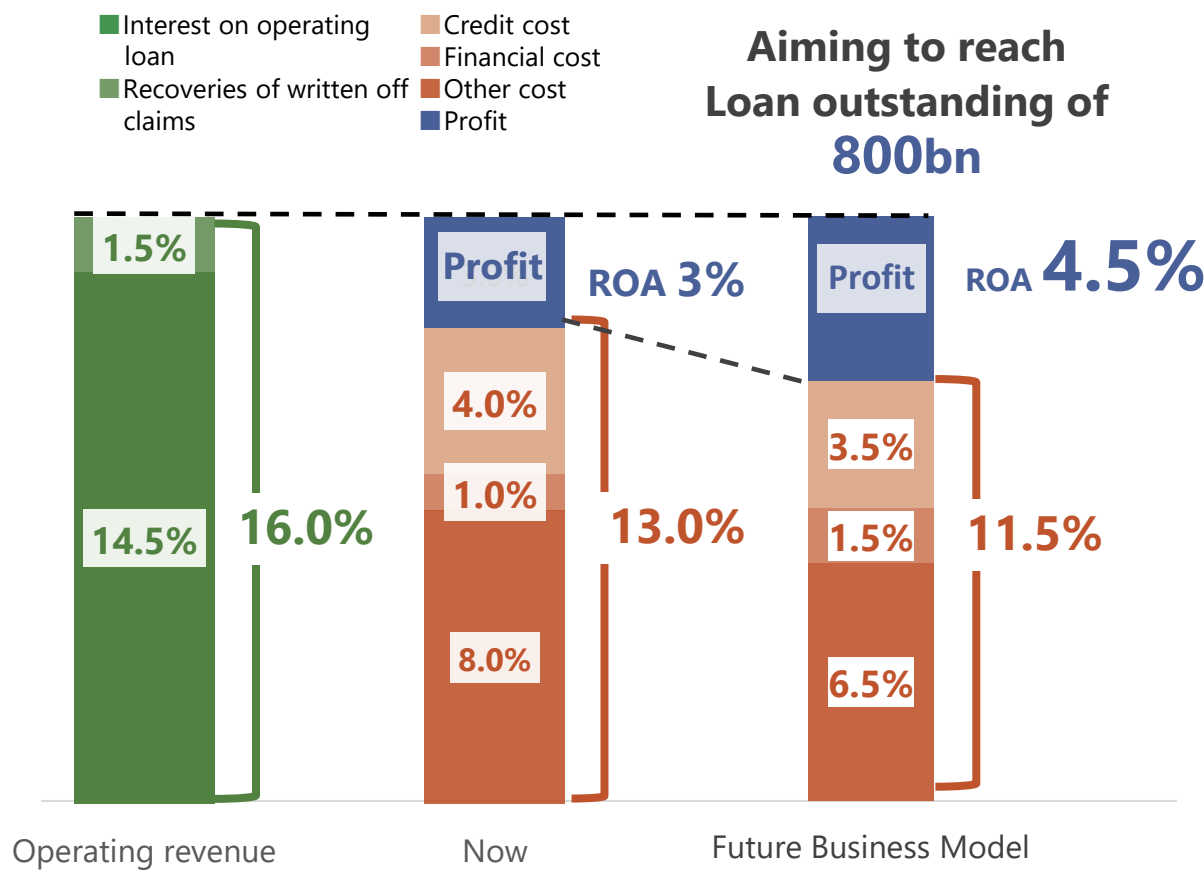 Interest on operating
loan
Recoveries of written off
claims
Credit cost
Financial cost
Other cost
Profit
Aiming to reach
Loan outstanding of
800bn
1.5%
14.5%
16.0%
Profit
ROA 3%
4.0%
1.0%
8.0%
13.0%
Profit
ROA 4.5%
3.5%
1.5%
6.5%
11.5%
Operating revenue
Now
Future Business Model